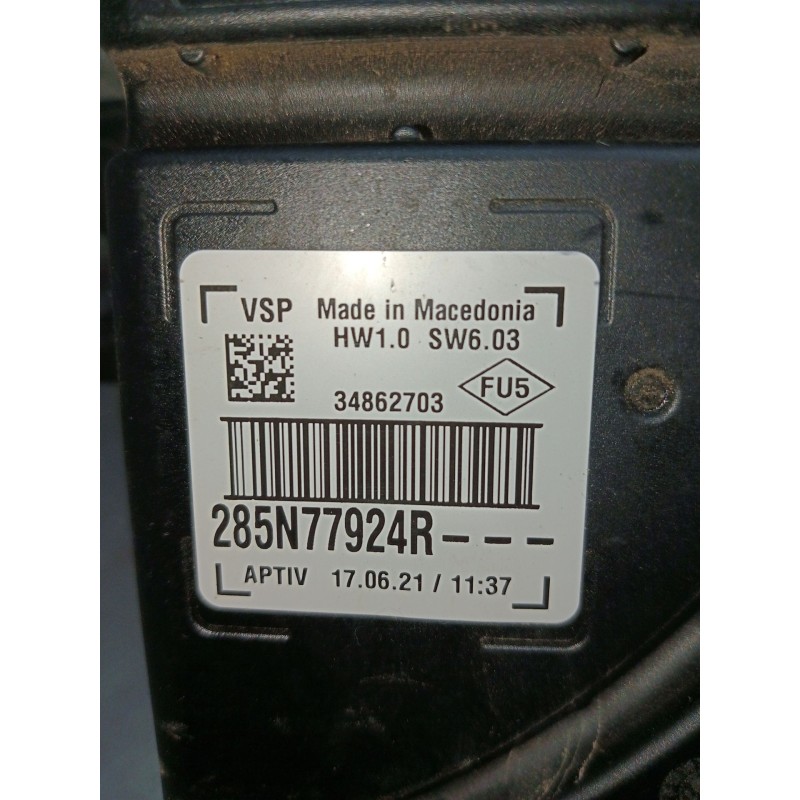 VSP Made in Macedonia
HW1.0 SW6.03
FU5
34862703
285N77924R---
APTIV 17.06.21 / 11:37